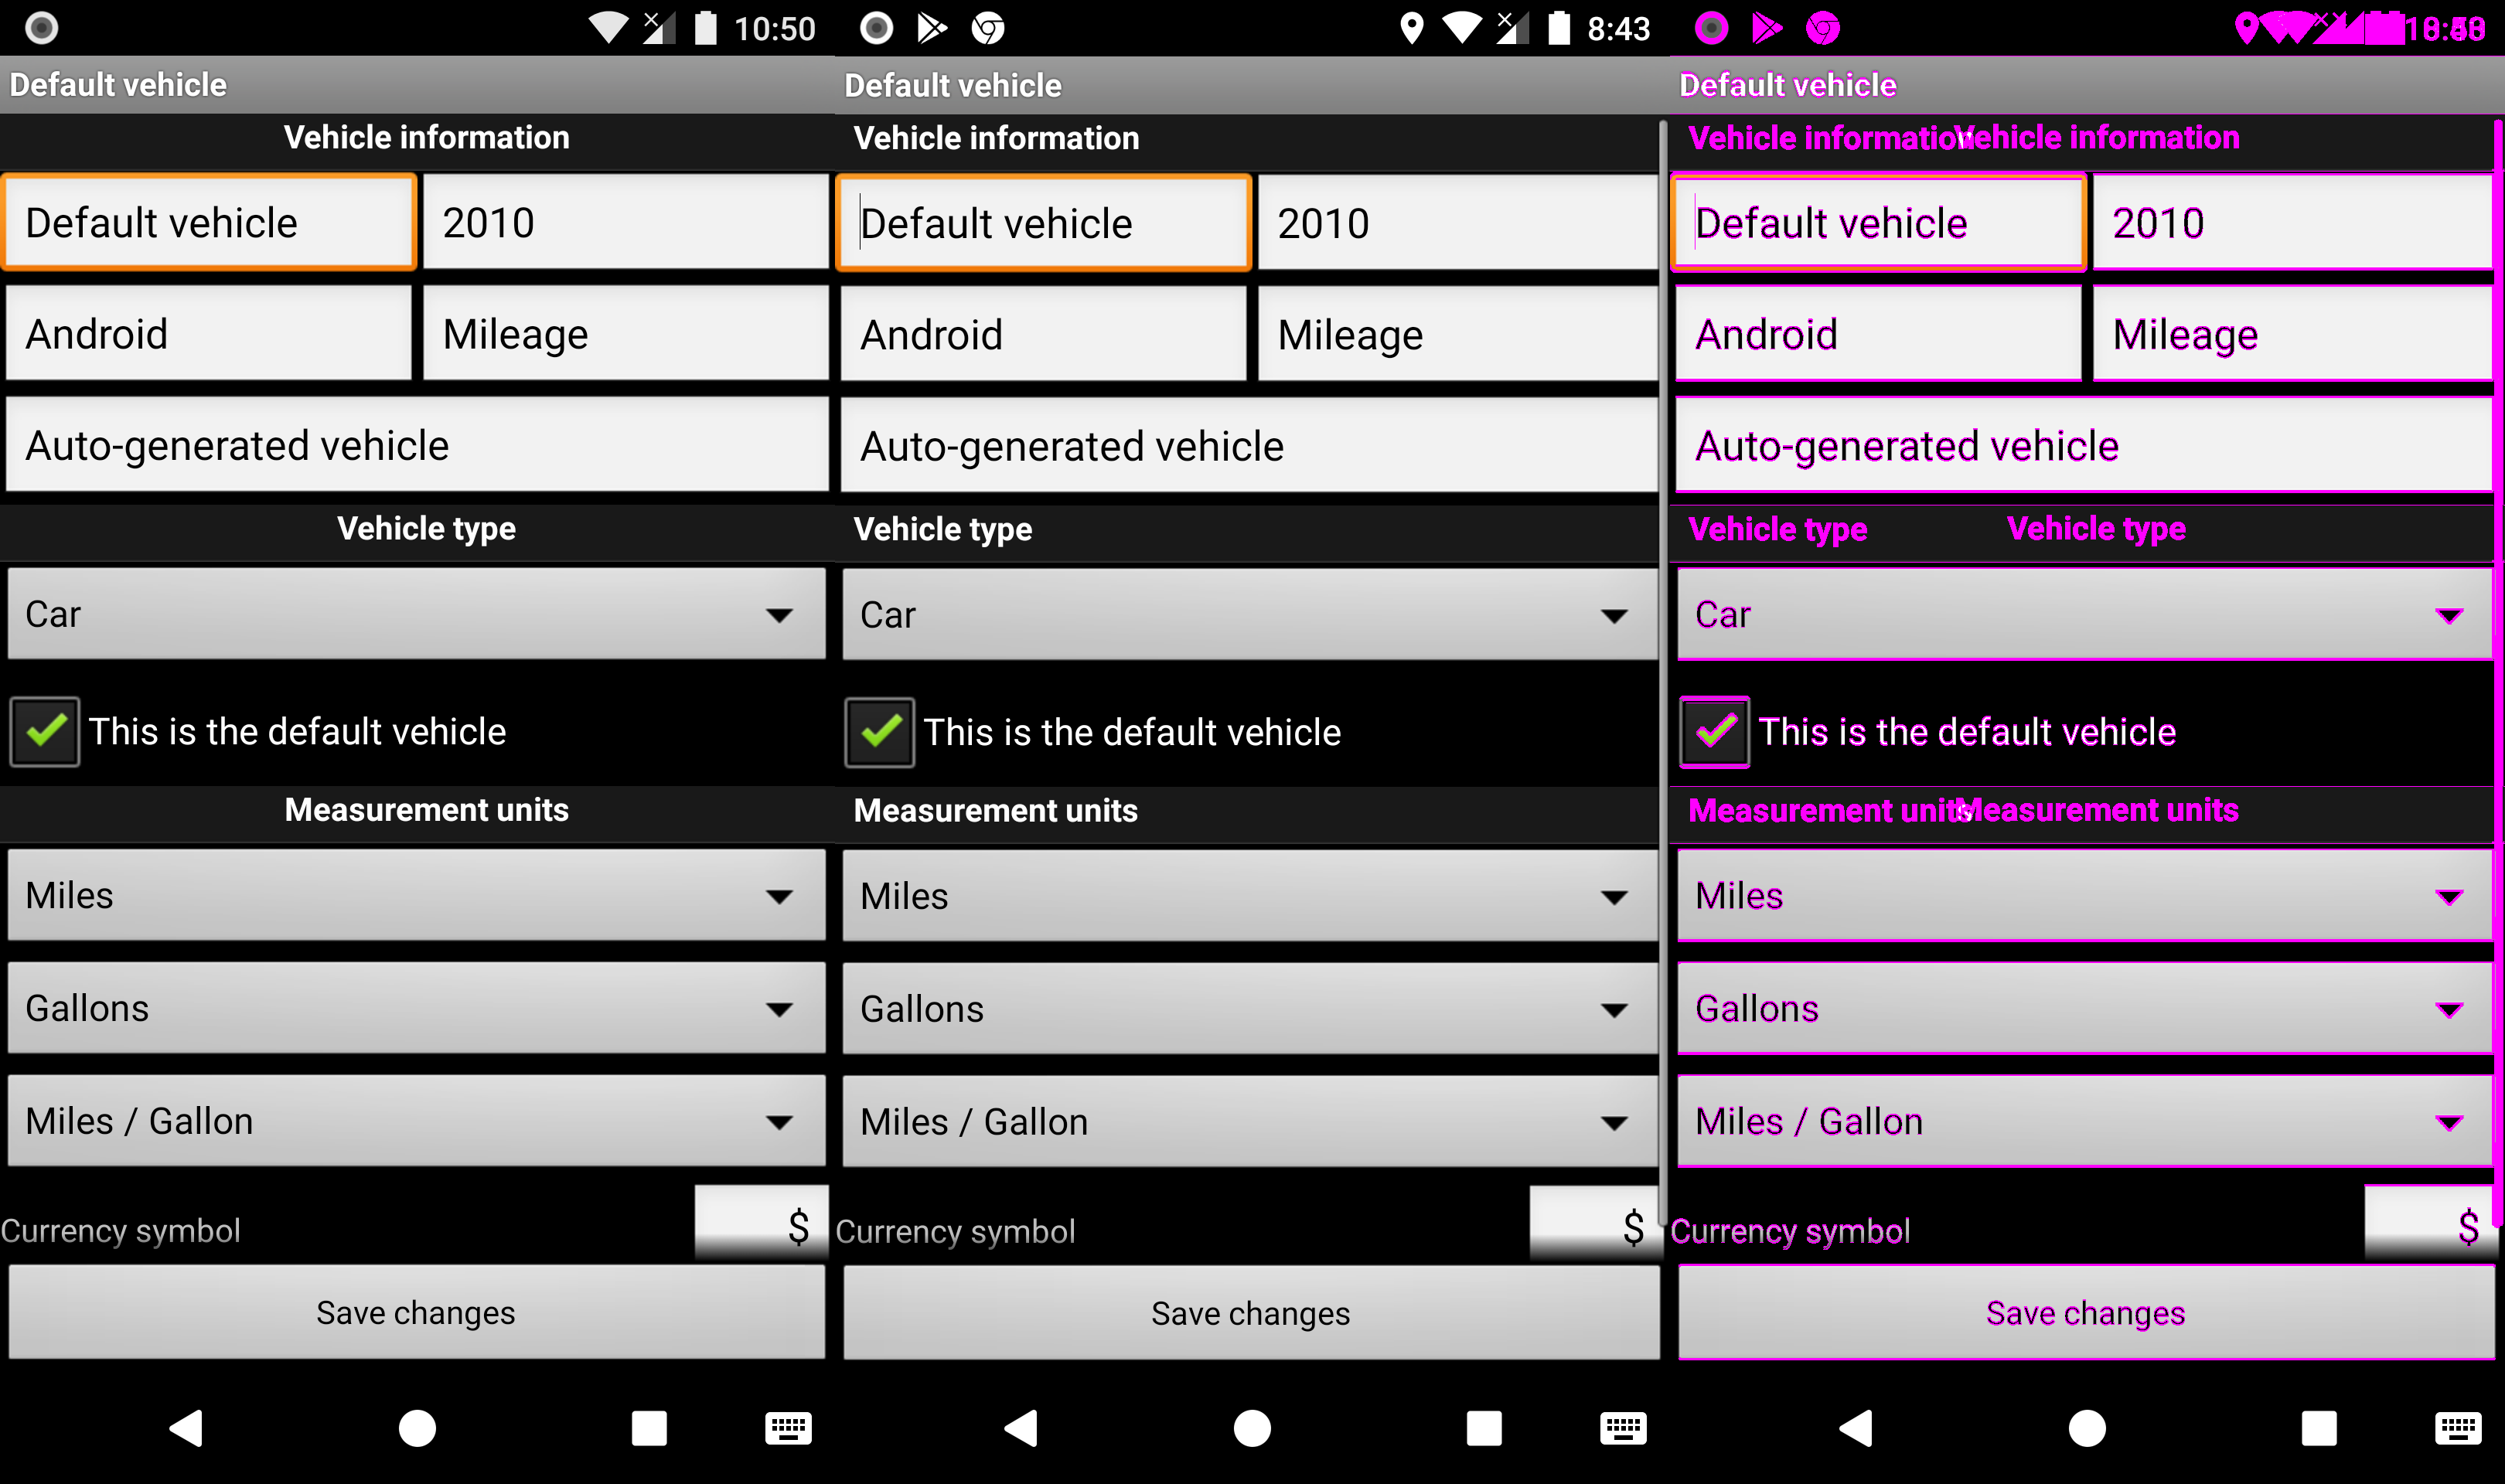 10:50
Default vehicle
Vehicle information
Default vehicle 2010
Android Mileage
Auto-generated vehicle
Vehicle type
Car
This is the default vehicle
Measurement units
Miles
Gallons
Miles / Gallon
Currency symbol $
Save changes
8:43
Default vehicle
Vehicle information
Default vehicle 2010
Android Mileage
Auto-generated vehicle
Vehicle type
Car
This is the default vehicle
Measurement units
Miles
Gallons
Miles / Gallon
Currency symbol $
Save changes
Default vehicle
Vehicle information Vehicle information
Default vehicle 2010
Android Mileage
Auto-generated vehicle
Vehicle type Vehicle type
Car
This is the default vehicle
Measurement units Measurement units
Miles
Gallons
Miles / Gallon
Currency symbol $
Save changes